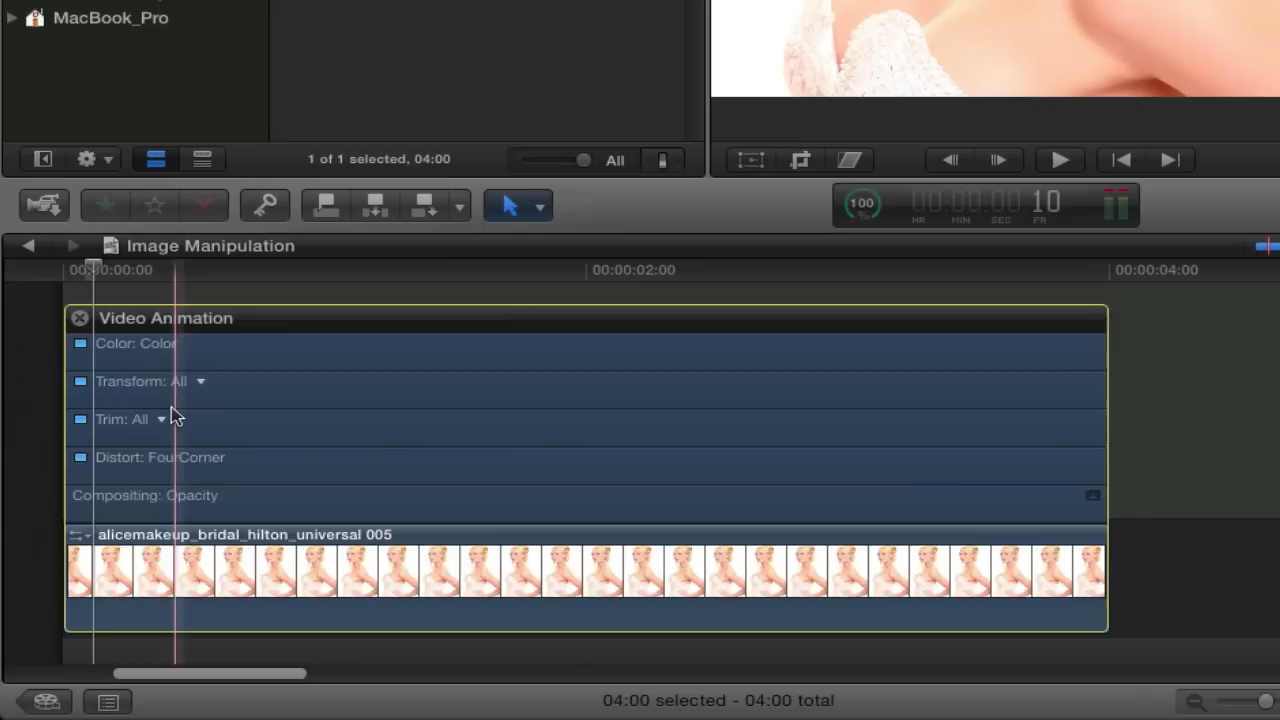 MacBook_Pro
1 of 1 selected, 04:00
All
100
%
00:00:00 10
HR MIN SEC FR
Image Manipulation
00:00:00:00
00:00:02:00
00:00:04:00
Video Animation
Color: Color
Transform: All
Trim: All
Distort: FourCorner
Compositing: Opacity
alicemakeup_bridal_hilton_universal 005
04:00 selected - 04:00 total